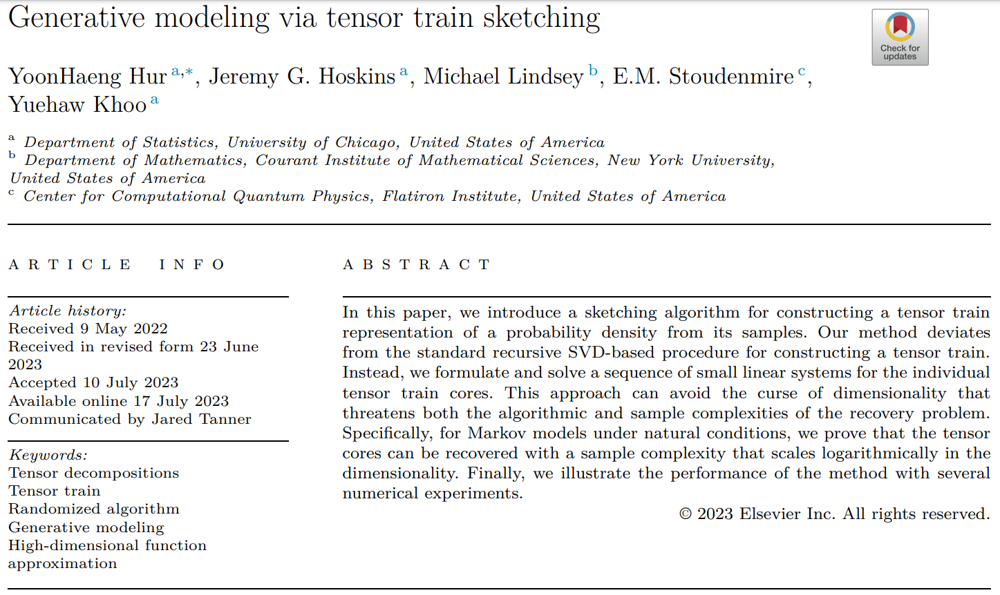 Generative modeling via tensor train sketching
Check for
updates
YoonHaeng Hur a,*, Jeremy G. Hoskins a, Michael Lindsey b, E.M. Stoudenmire c,
Yuehaw Khoo a
a Department of Statistics, University of Chicago, United States of America
b Department of Mathematics, Courant Institute of Mathematical Sciences, New York University,
United States of America
c Center for Computational Quantum Physics, Flatiron Institute, United States of America
ARTICLE INFO
Article history:
Received 9 May 2022
Received in revised form 23 June
2023
Accepted 10 July 2023
Available online 17 July 2023
Communicated by Jared Tanner
Keywords:
Tensor decompositions
Tensor train
Randomized algorithm
Generative modeling
High-dimensional function
approximation
ABSTRACT
In this paper, we introduce a sketching algorithm for constructing a tensor train
representation of a probability density from its samples. Our method deviates
from the standard recursive SVD-based procedure for constructing a tensor train.
Instead, we formulate and solve a sequence of small linear systems for the individual
tensor train cores. This approach can avoid the curse of dimensionality that
threatens both the algorithmic and sample complexities of the recovery problem.
Specifically, for Markov models under natural conditions, we prove that the tensor
cores can be recovered with a sample complexity that scales logarithmically in the
dimensionality. Finally, we illustrate the performance of the method with several
numerical experiments.
© 2023 Elsevier Inc. All rights reserved.